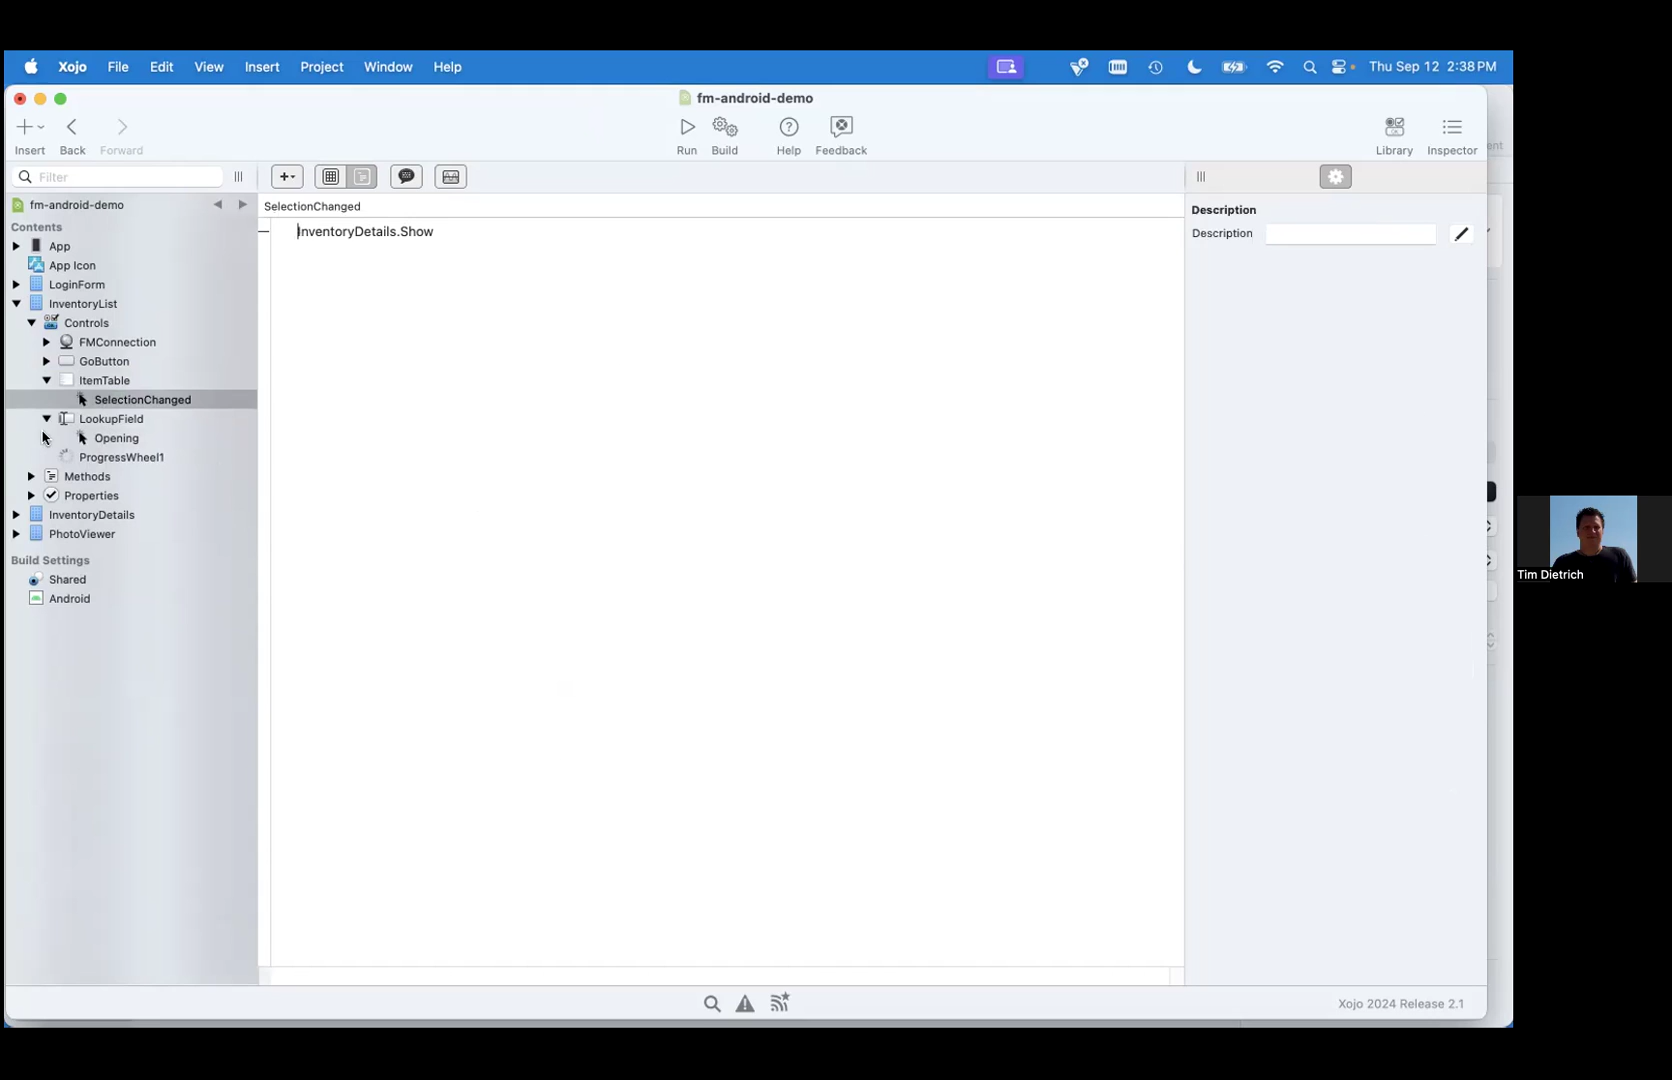 Xojo File Edit View Insert Project Window Help Thu Sep 12 2:38 PM
fm-android-demo
Insert Back Forward Run Build Help Feedback Library Inspector
Filter
fm-android-demo
Contents
App
App Icon
LoginForm
InventoryList
Controls
FMConnection
GoButton
ItemTable
SelectionChanged
LookupField
Opening
ProgressWheel1
Methods
Properties
InventoryDetails
PhotoViewer
Build Settings
Shared
Android
SelectionChanged
InventoryDetails.Show
Description
Description
Xojo 2024 Release 2.1
Tim Dietrich